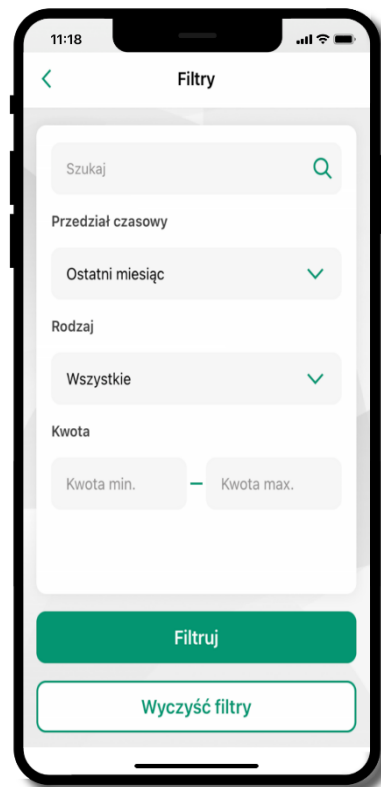 11:18
Filtry
Szukaj
Przedział czasowy
Ostatni miesiąc
Rodzaj
Wszystkie
Kwota
Kwota min. – Kwota max.
Filtruj
Wyczyść filtry